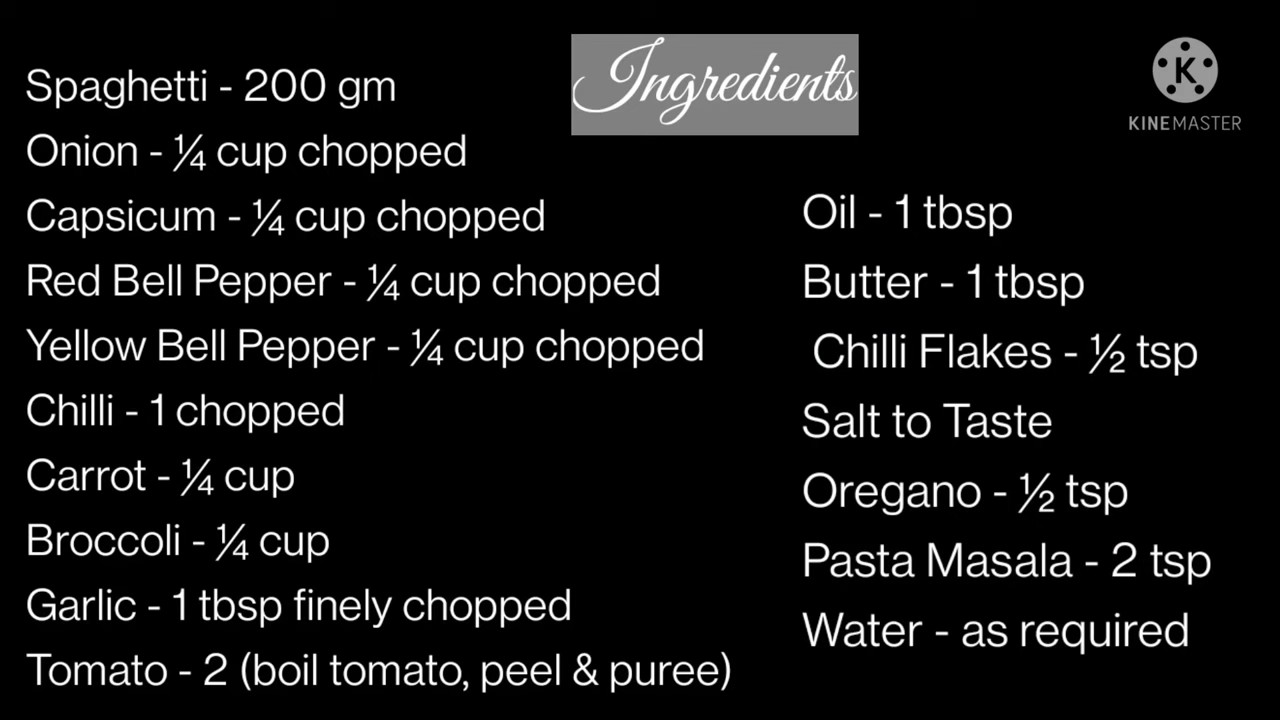 Ingredients
Spaghetti - 200 gm
Onion - ¼ cup chopped
Capsicum - ¼ cup chopped
Red Bell Pepper - ¼ cup chopped
Yellow Bell Pepper - ¼ cup chopped
Chilli - 1 chopped
Carrot - ¼ cup
Broccoli - ¼ cup
Garlic - 1 tbsp finely chopped
Tomato - 2 (boil tomato, peel & puree)
Oil - 1 tbsp
Butter - 1 tbsp
Chilli Flakes - ½ tsp
Salt to Taste
Oregano - ½ tsp
Pasta Masala - 2 tsp
Water - as required
K
KINEMASTER